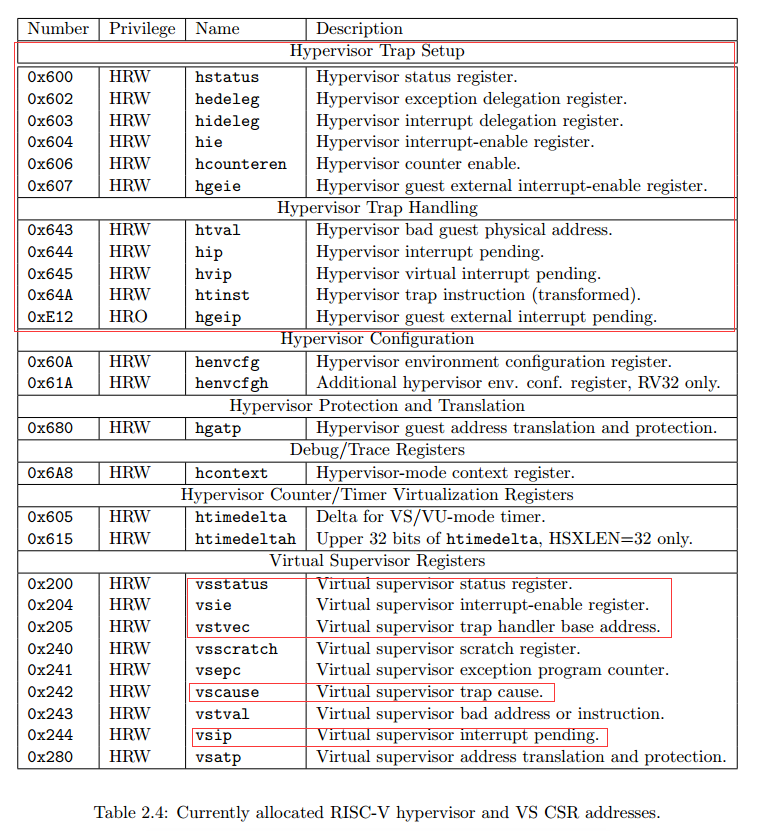 Number Privilege Name Description
Hypervisor Trap Setup
0x600 HRW hstatus Hypervisor status register.
0x602 HRW hedeleg Hypervisor exception delegation register.
0x603 HRW hideleg Hypervisor interrupt delegation register.
0x604 HRW hie Hypervisor interrupt-enable register.
0x606 HRW hcounteren Hypervisor counter enable.
0x607 HRW hgeie Hypervisor guest external interrupt-enable register.
Hypervisor Trap Handling
0x643 HRW htval Hypervisor bad guest physical address.
0x644 HRW hip Hypervisor interrupt pending.
0x645 HRW hvip Hypervisor virtual interrupt pending.
0x64A HRW htinst Hypervisor trap instruction (transformed).
0xE12 HRO hgeip Hypervisor guest external interrupt pending.
Hypervisor Configuration
0x60A HRW henvcfg Hypervisor environment configuration register.
0x61A HRW henvcfgh Additional hypervisor env. conf. register, RV32 only.
Hypervisor Protection and Translation
0x680 HRW hgatp Hypervisor guest address translation and protection.
Debug/Trace Registers
0x6A8 HRW hcontext Hypervisor-mode context register.
Hypervisor Counter/Timer Virtualization Registers
0x605 HRW htimedelta Delta for VS/VU-mode timer.
0x615 HRW htimedeltah Upper 32 bits of htimedelta, HSXLEN=32 only.
Virtual Supervisor Registers
0x200 HRW vsstatus Virtual supervisor status register.
0x204 HRW vsie Virtual supervisor interrupt-enable register.
0x205 HRW vstvec Virtual supervisor trap handler base address.
0x240 HRW vsscratch Virtual supervisor scratch register.
0x241 HRW vsepc Virtual supervisor exception program counter.
0x242 HRW vscause Virtual supervisor trap cause.
0x243 HRW vstval Virtual supervisor bad address or instruction.
0x244 HRW vsip Virtual supervisor interrupt pending.
0x280 HRW vsatp Virtual supervisor address translation and protection.
Table 2.4: Currently allocated RISC-V hypervisor and VS CSR addresses.